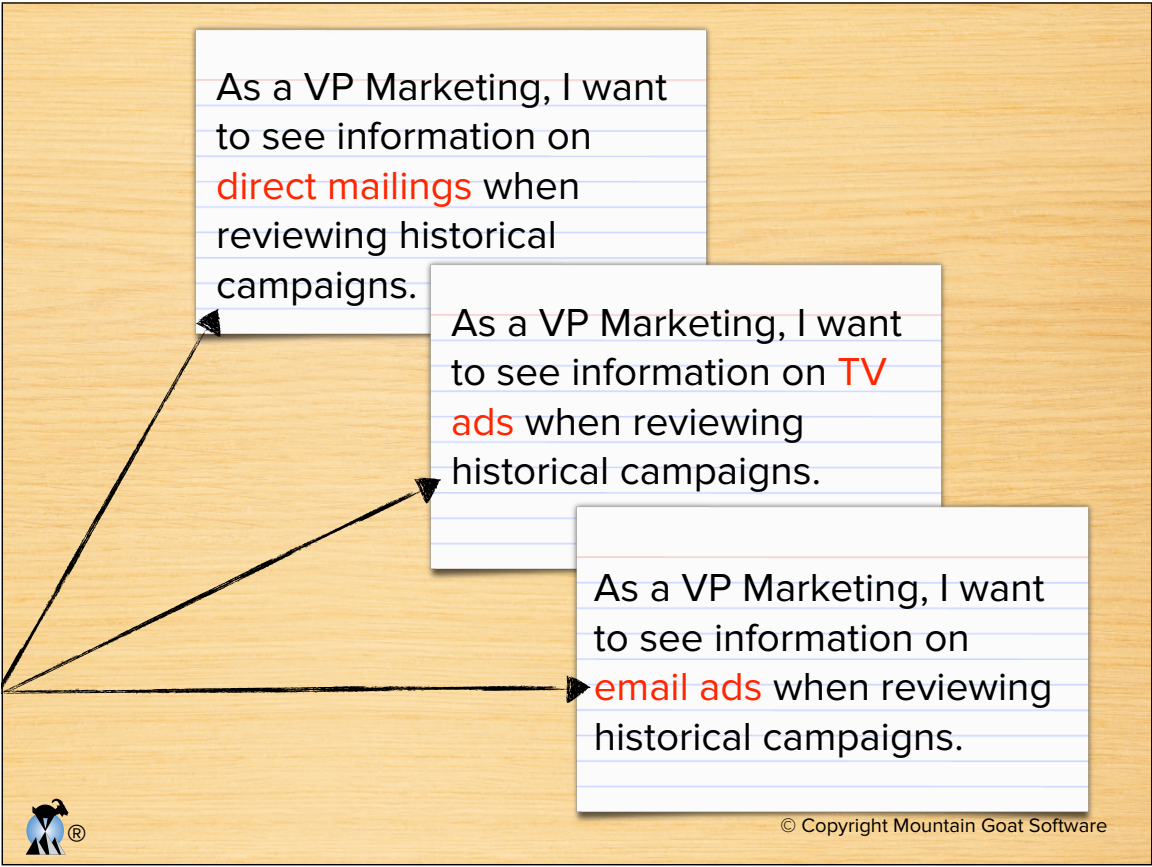 As a VP Marketing, I want
to see information on
direct mailings when
reviewing historical
campaigns.
As a VP Marketing, I want
to see information on TV
ads when reviewing
historical campaigns.
As a VP Marketing, I want
to see information on
email ads when reviewing
historical campaigns.
®
© Copyright Mountain Goat Software